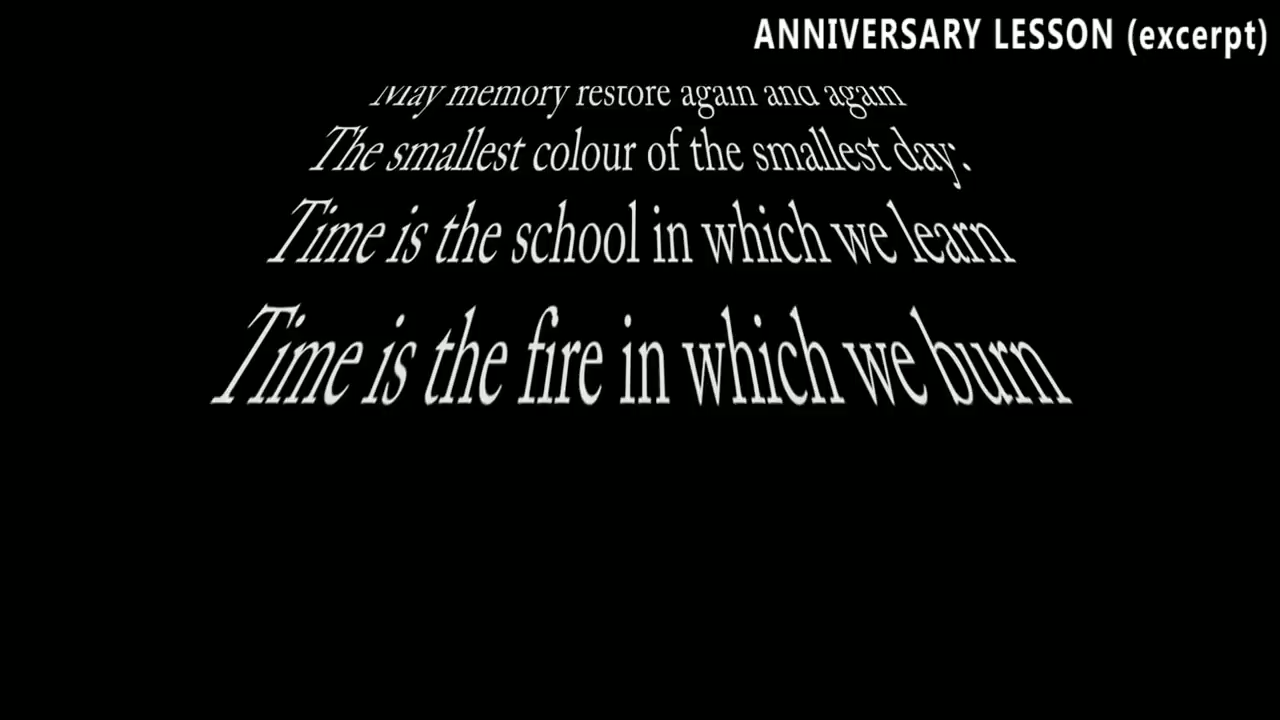 ANNIVERSARY LESSON (excerpt)
May memory restore again and again
The smallest colour of the smallest day:
Time is the school in which we learn
Time is the fire in which we burn